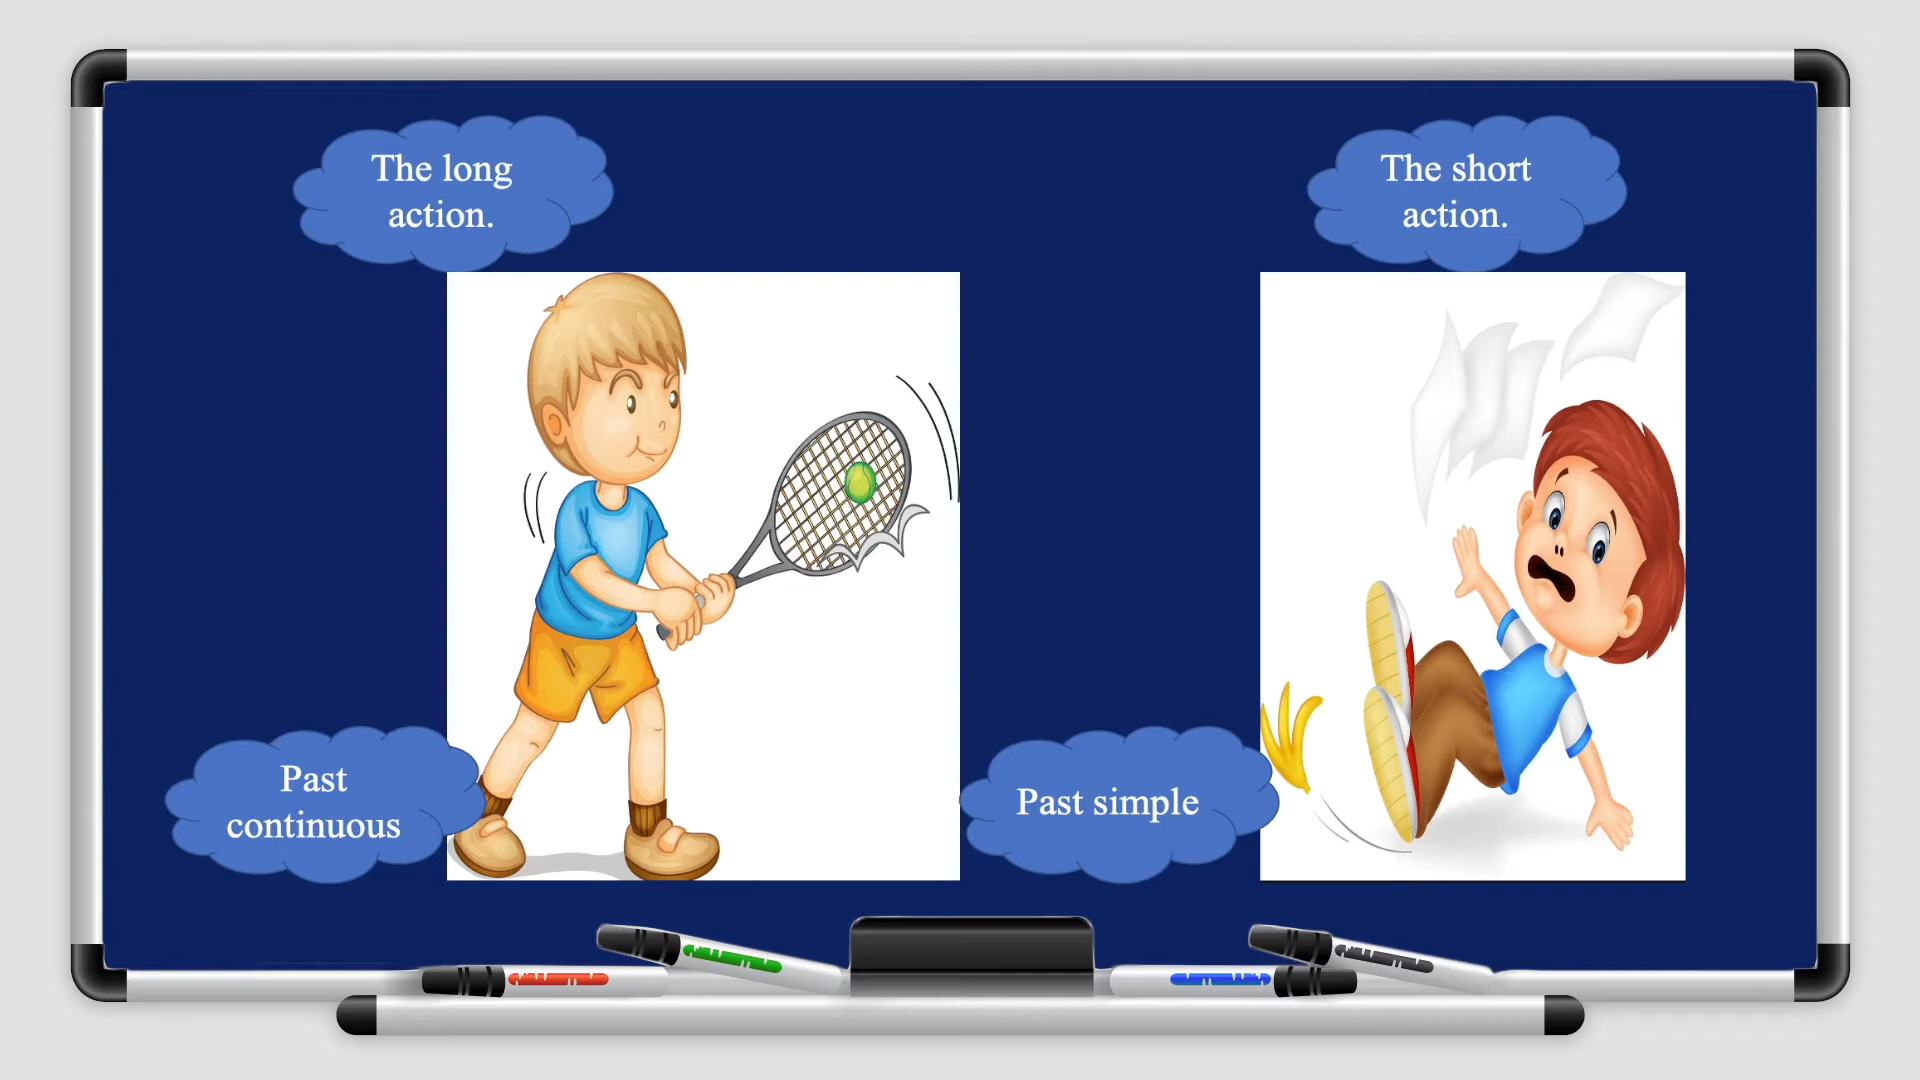 The long
action.
The short
action.
Past
continuous
Past simple